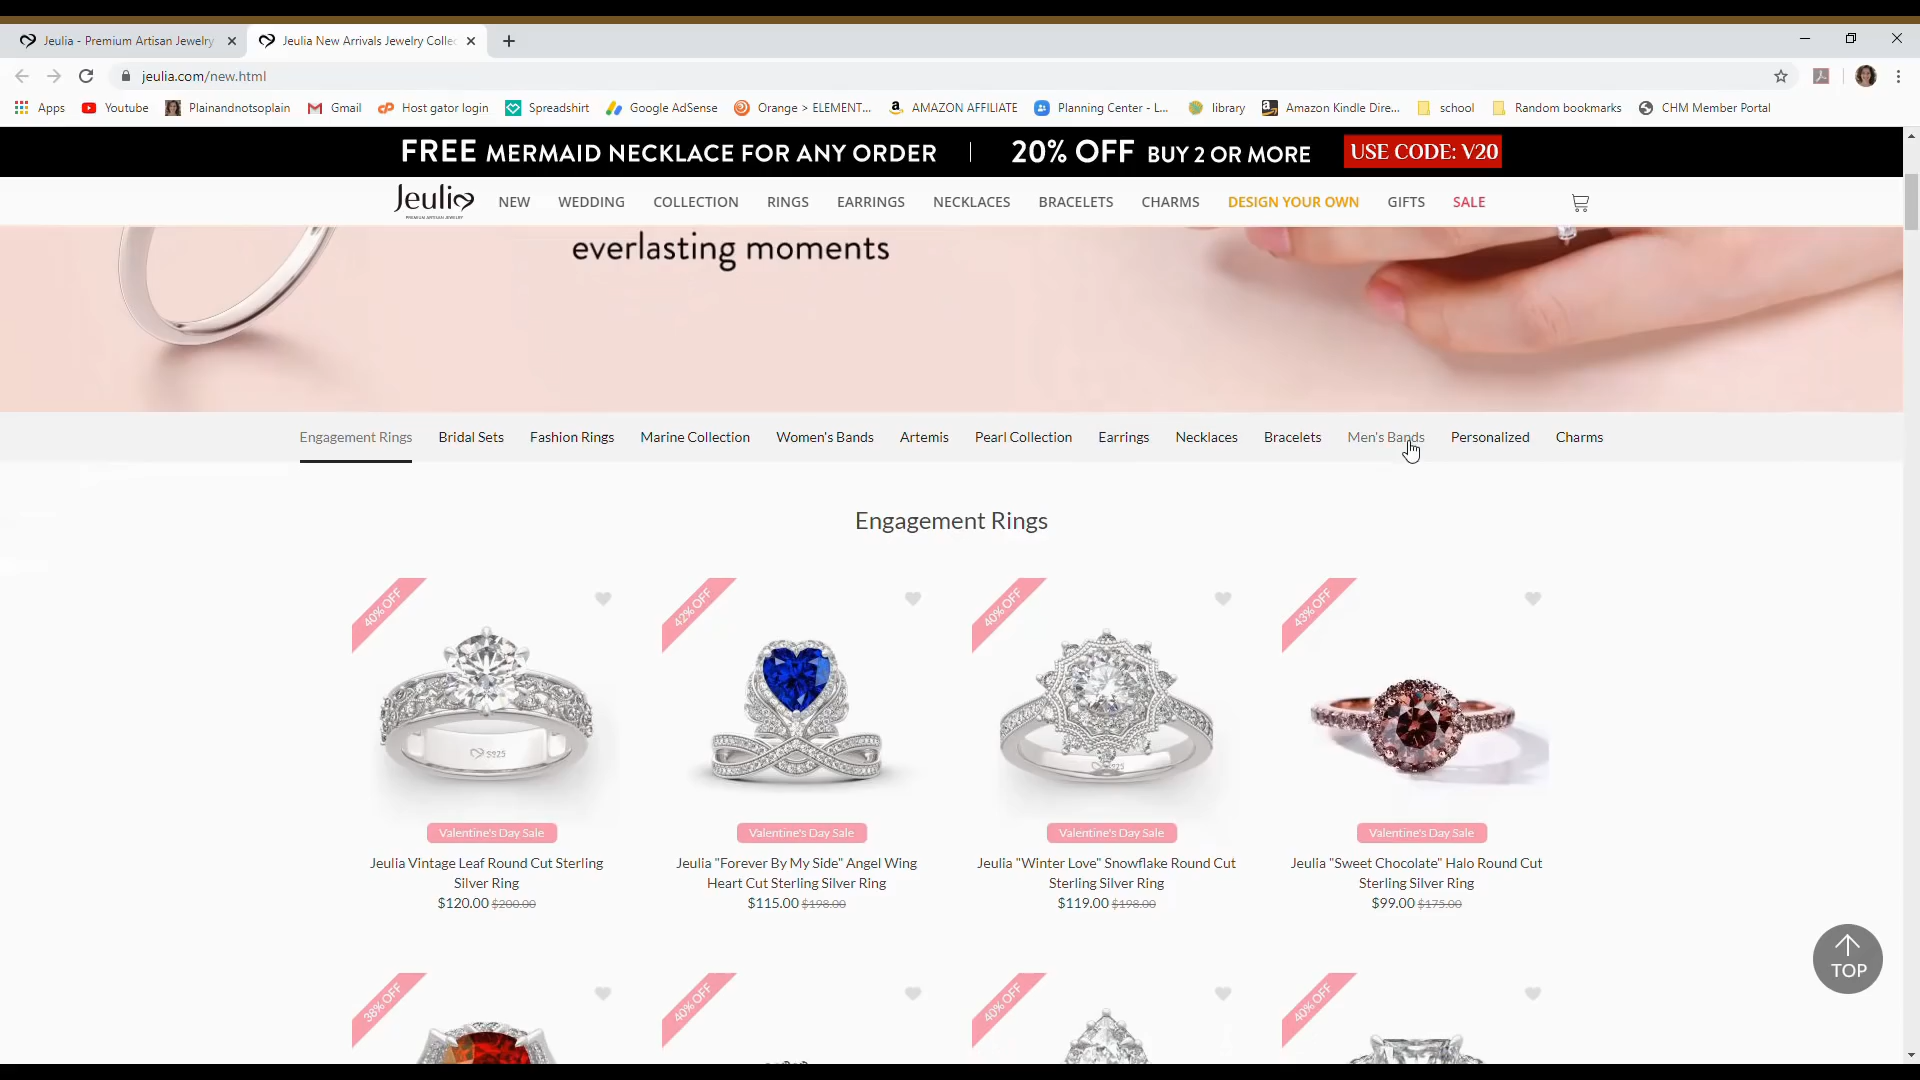 Jeulia - Premium Artisan Jewelry
Jeulia New Arrivals Jewelry Colle
jeulia.com/new.html
Apps
Youtube
Plainandnotsoplain
Gmail
Host gator login
Spreadshirt
Google AdSense
Orange > ELEMENT...
AMAZON AFFILIATE
Planning Center - L...
library
Amazon Kindle Dire...
school
Random bookmarks
CHM Member Portal
FREE MERMAID NECKLACE FOR ANY ORDER | 20% OFF BUY 2 OR MORE USE CODE: V20
Jeulia
PREMIUM ARTISAN JEWELRY
NEW
WEDDING
COLLECTION
RINGS
EARRINGS
NECKLACES
BRACELETS
CHARMS
DESIGN YOUR OWN
GIFTS
SALE
everlasting moments
Engagement Rings
Bridal Sets
Fashion Rings
Marine Collection
Women's Bands
Artemis
Pearl Collection
Earrings
Necklaces
Bracelets
Men's Bands
Personalized
Charms
Engagement Rings
40% OFF
S925
Valentine's Day Sale
Jeulia Vintage Leaf Round Cut Sterling
Silver Ring
$120.00 $200.00
42% OFF
Valentine's Day Sale
Jeulia "Forever By My Side" Angel Wing
Heart Cut Sterling Silver Ring
$115.00 $198.00
40% OFF
Valentine's Day Sale
Jeulia "Winter Love" Snowflake Round Cut
Sterling Silver Ring
$119.00 $198.00
43% OFF
Valentine's Day Sale
Jeulia "Sweet Chocolate" Halo Round Cut
Sterling Silver Ring
$99.00 $175.00
38% OFF
40% OFF
40% OFF
40% OFF
TOP